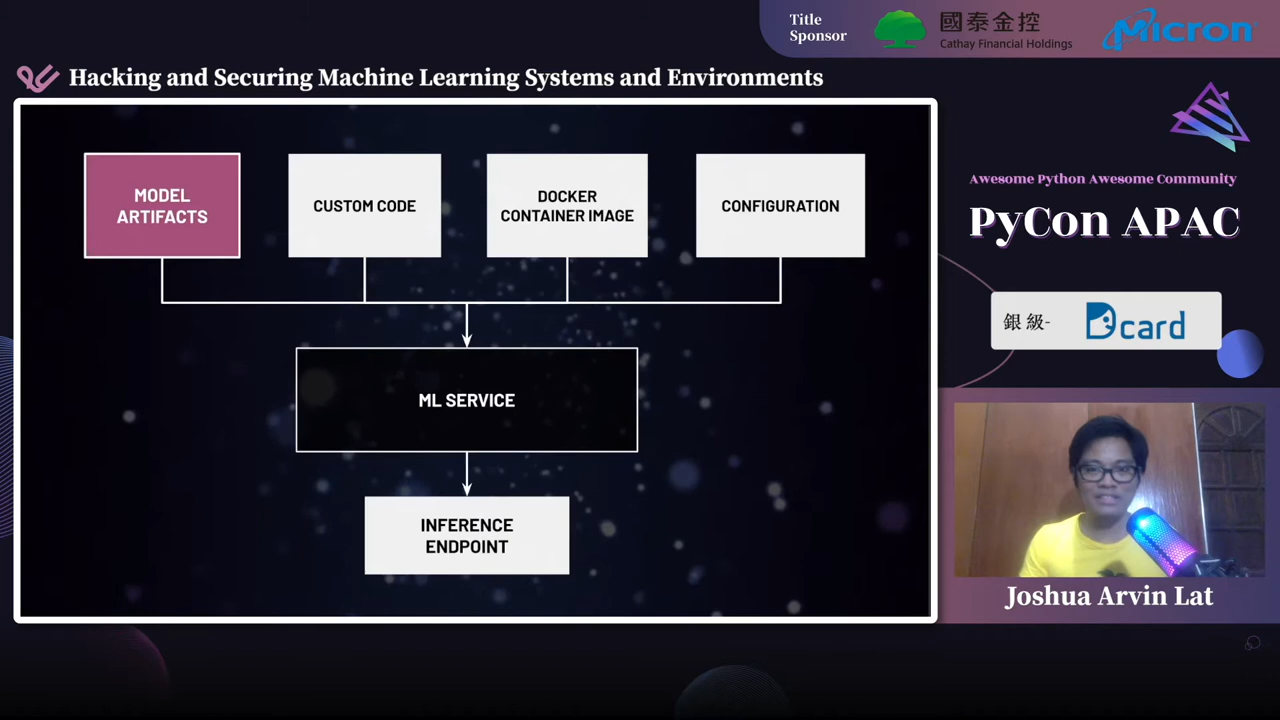 Title
Sponsor
國泰金控
Cathay Financial Holdings
Micron
Hacking and Securing Machine Learning Systems and Environments
MODEL
ARTIFACTS
CUSTOM CODE
DOCKER
CONTAINER IMAGE
CONFIGURATION
ML SERVICE
INFERENCE
ENDPOINT
Awesome Python Awesome Community
PyCon APAC
銀級-
Dcard
Joshua Arvin Lat